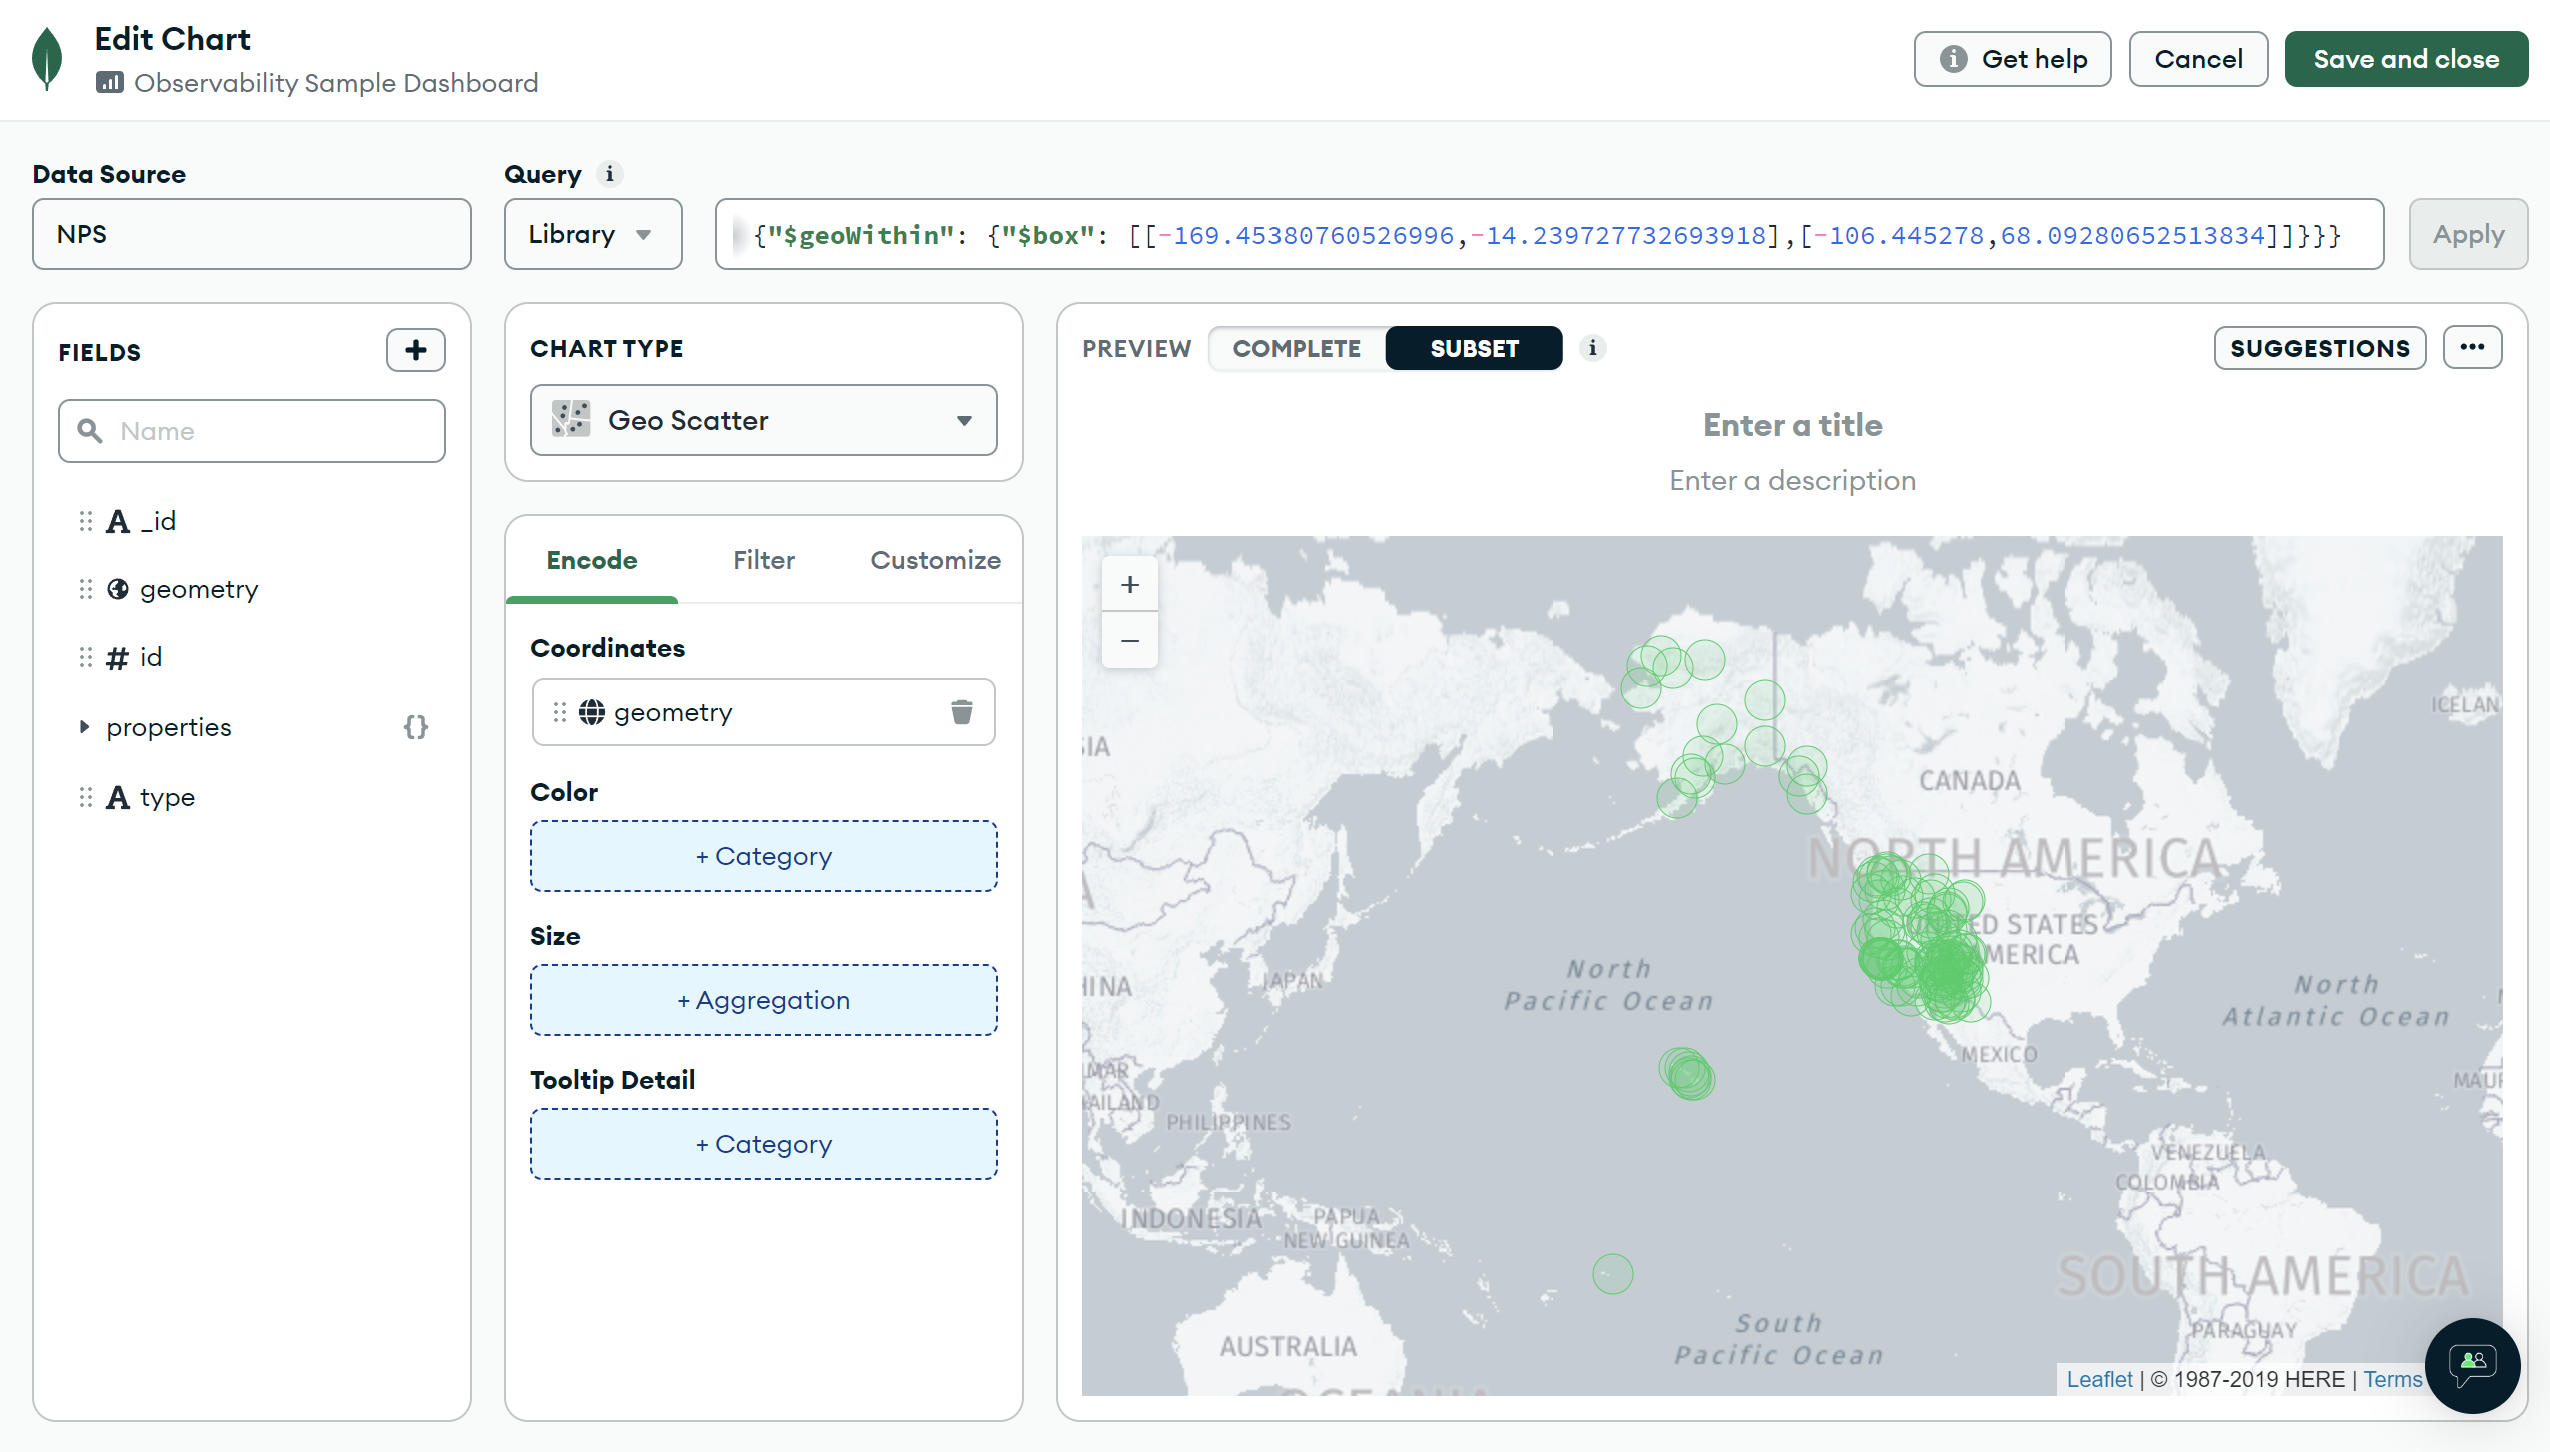 Edit Chart
Observability Sample Dashboard
Get help
Cancel
Save and close
Data Source
NPS
Query
Library
{"$geoWithin": {"$box": [[-169.45380760526996,-14.239727732693918],[-106.445278,68.09280652513834]]}}}
Apply
FIELDS
+
Name
_id
geometry
# id
properties {}
type
CHART TYPE
Geo Scatter
Encode
Filter
Customize
Coordinates
geometry
Color
+ Category
Size
+ Aggregation
Tooltip Detail
+ Category
PREVIEW
COMPLETE
SUBSET
SUGGESTIONS
...
Enter a title
Enter a description
+
−
ICELAN
IA
CANADA
NORTH AMERICA
ED STATES
MERICA
North
Pacific Ocean
JAPAN
HINA
North
Atlantic Ocean
MEXICO
MAR
AILAND
PHILIPPINES
MAUR
VENEZUELA
COLOMBIA
INDONESIA
PAPUA
NEW GUINEA
SOUTH AMERICA
South
Pacific Ocean
PARAGUAY
AUSTRALIA
OCEANIA
Leaflet | © 1987-2019 HERE | Terms